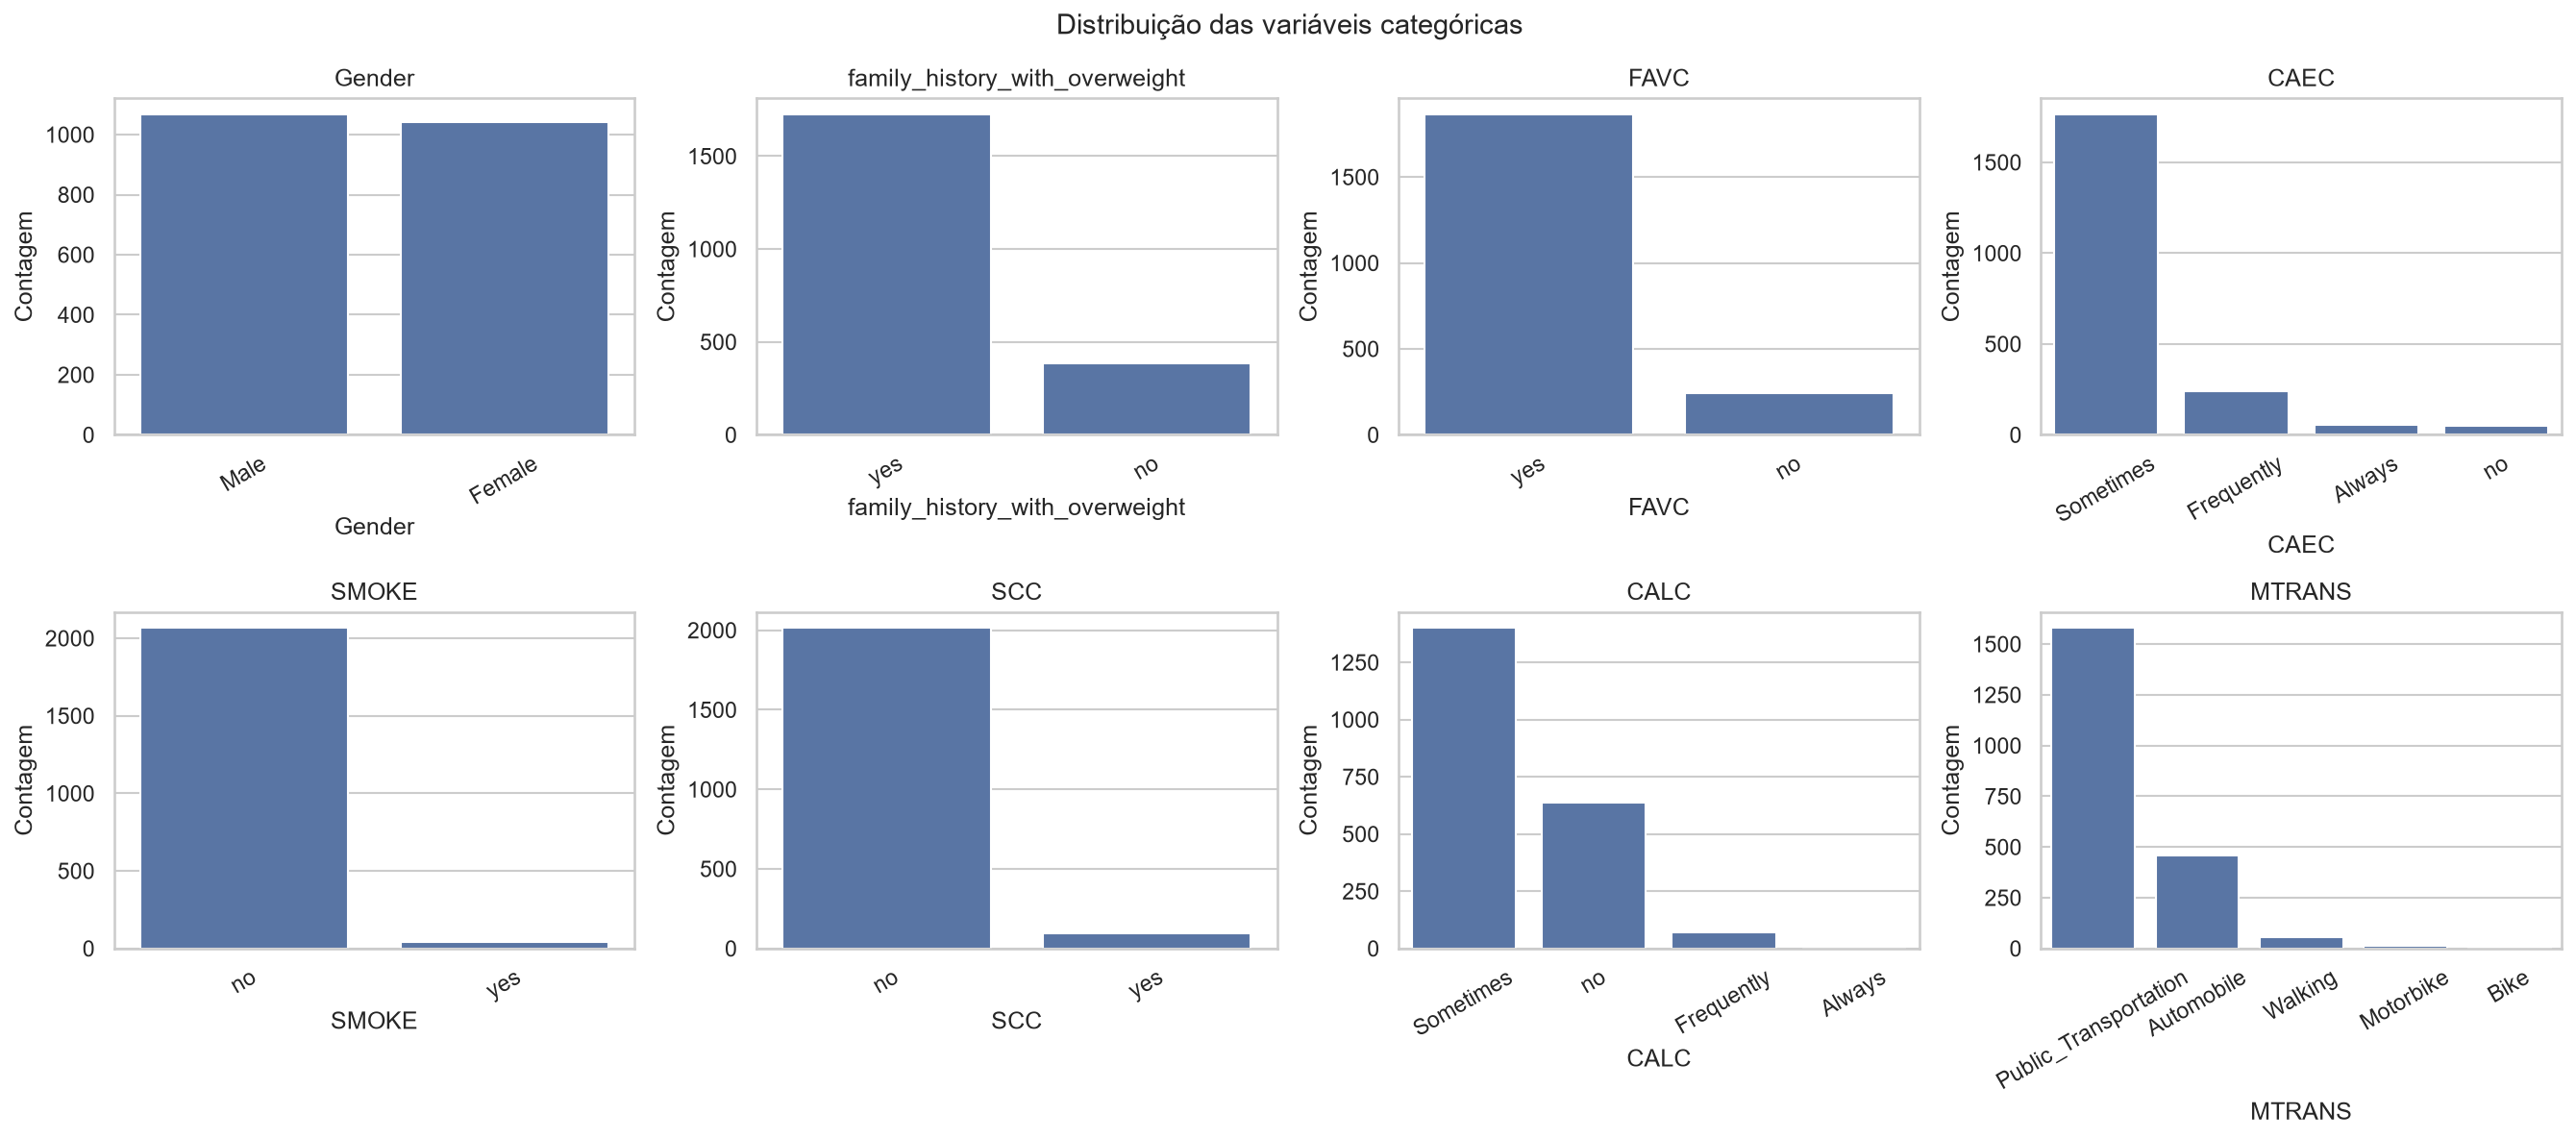 Distribuição das variáveis categóricas
Gender
Contagem
1000
800
600
400
200
0
Male
Female
Gender
family_history_with_overweight
Contagem
1500
1000
500
0
yes
no
family_history_with_overweight
FAVC
Contagem
1500
1000
500
0
yes
no
FAVC
CAEC
Contagem
1500
1000
500
0
Sometimes
Frequently
Always
no
CAEC
SMOKE
Contagem
2000
1500
1000
500
0
no
yes
SMOKE
SCC
Contagem
2000
1500
1000
500
0
no
yes
SCC
CALC
Contagem
1250
1000
750
500
250
0
Sometimes
no
Frequently
Always
CALC
MTRANS
Contagem
1500
1250
1000
750
500
250
0
Public_Transportation
Automobile
Walking
Motorbike
Bike
MTRANS